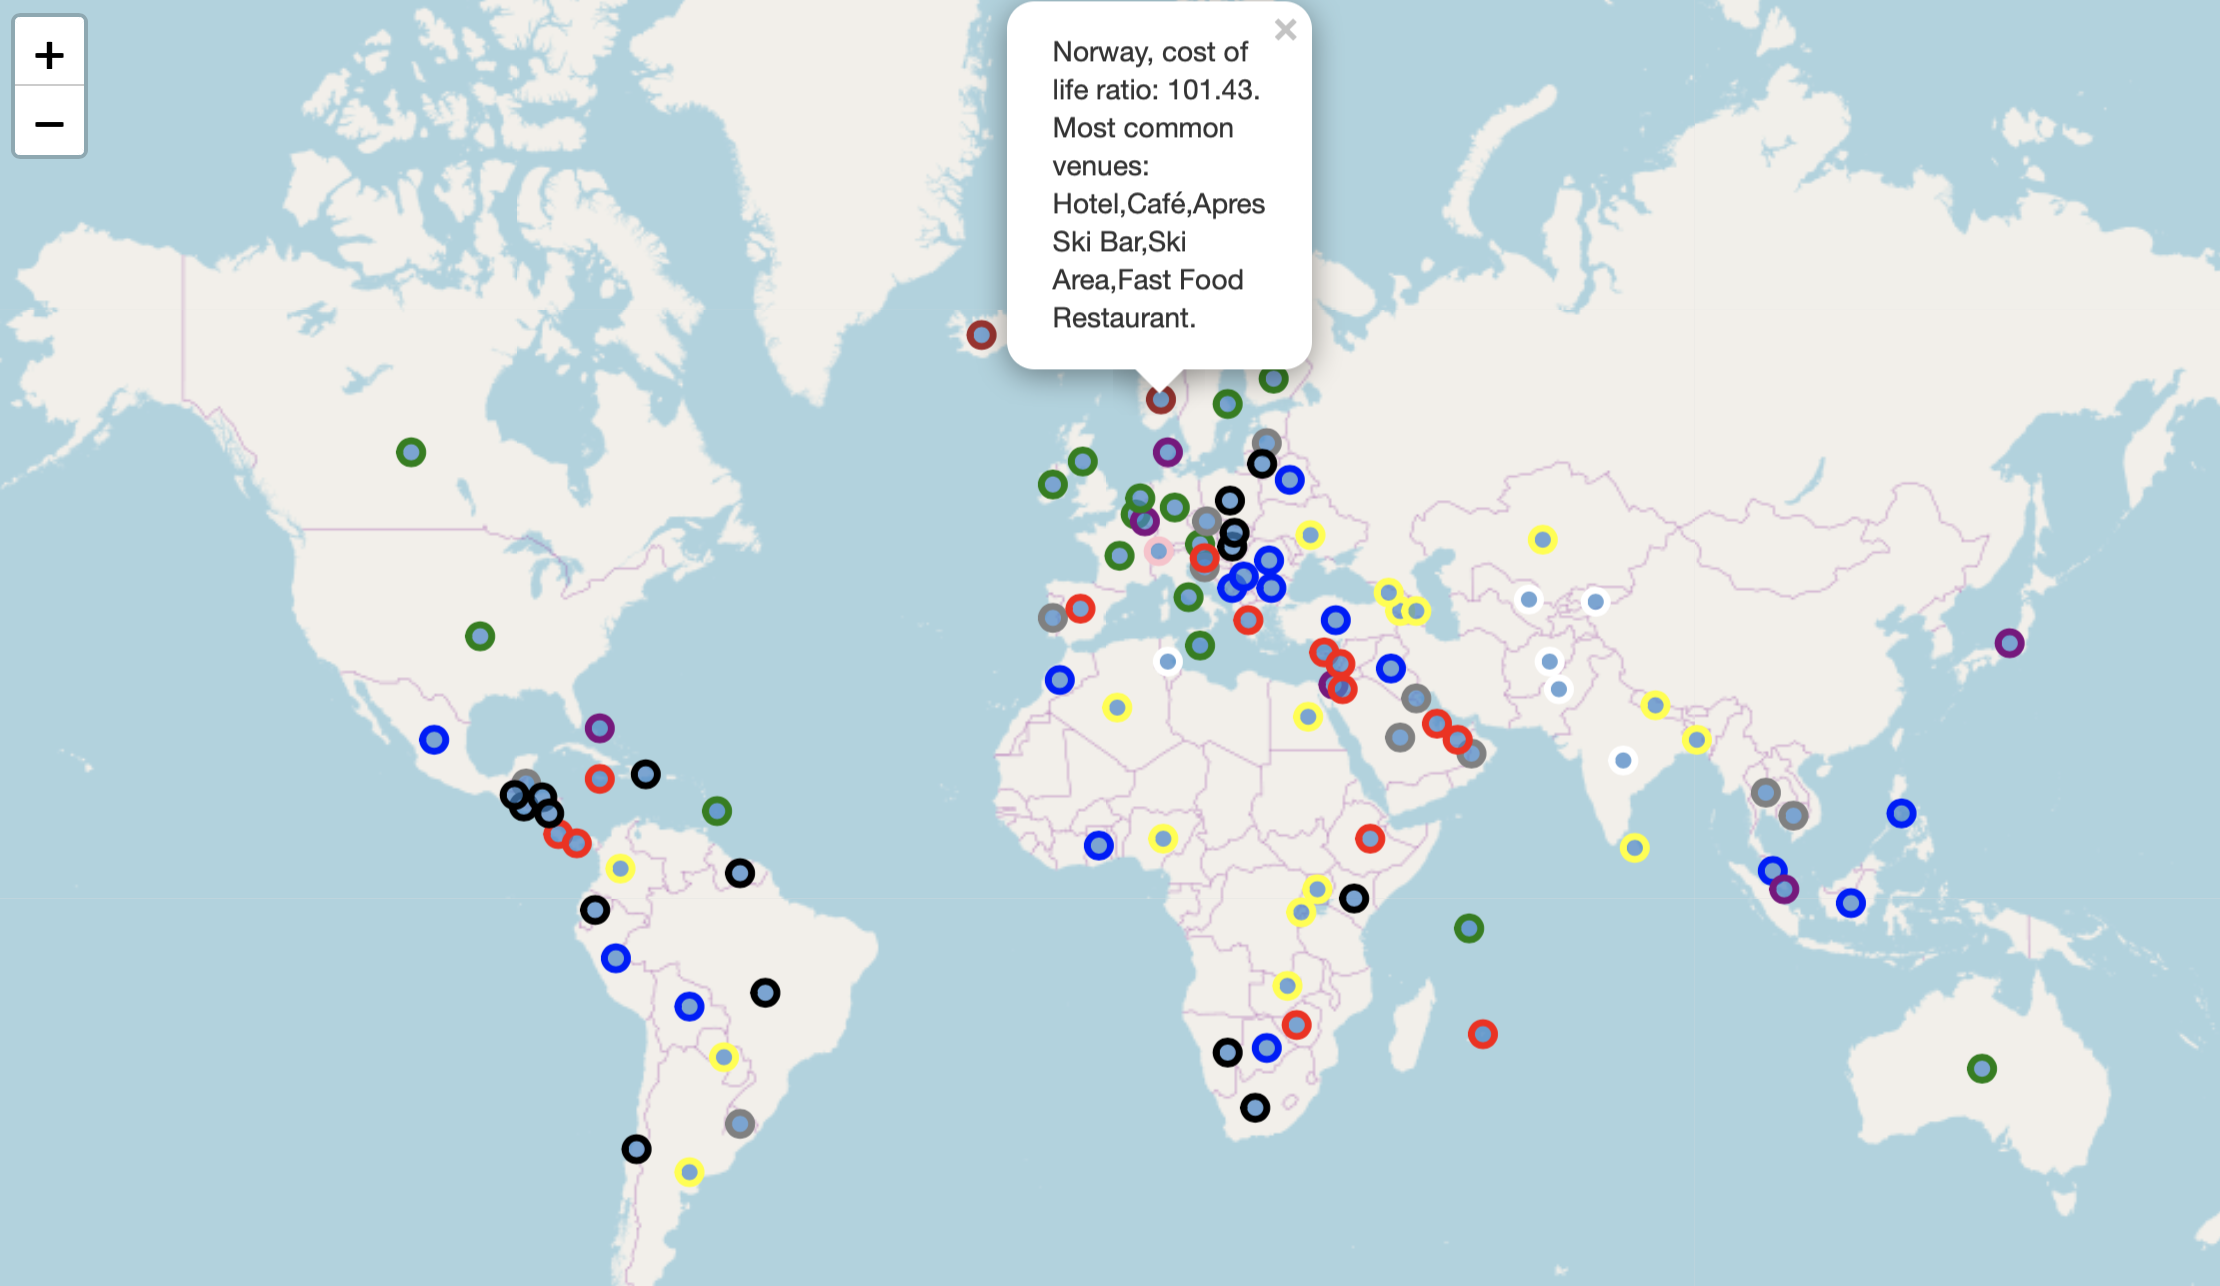 +
−
×
Norway, cost of
life ratio: 101.43.
Most common
venues:
Hotel,Café,Apres
Ski Bar,Ski
Area,Fast Food
Restaurant.